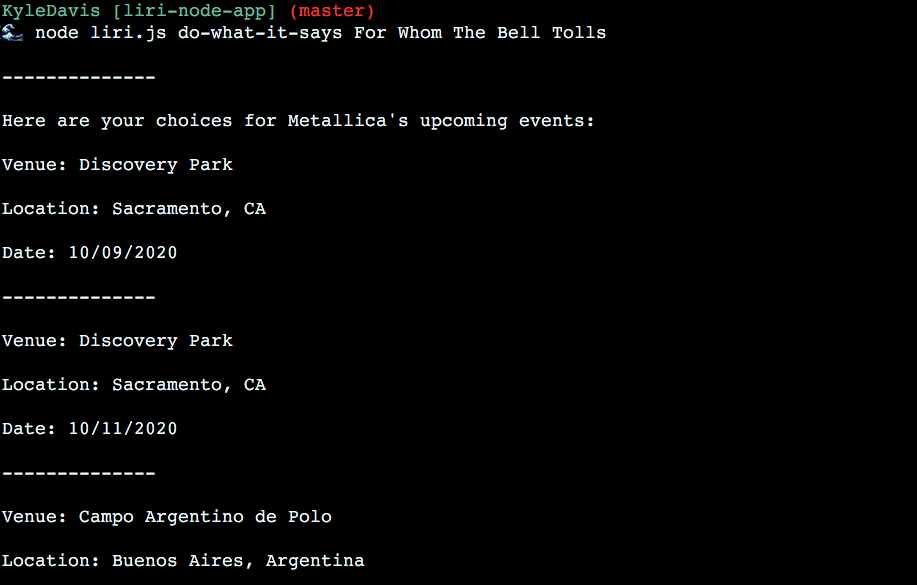 KyleDavis [liri-node-app] (master)
node liri.js do-what-it-says For Whom The Bell Tolls
--------------
Here are your choices for Metallica's upcoming events:
Venue: Discovery Park
Location: Sacramento, CA
Date: 10/09/2020
--------------
Venue: Discovery Park
Location: Sacramento, CA
Date: 10/11/2020
--------------
Venue: Campo Argentino de Polo
Location: Buenos Aires, Argentina